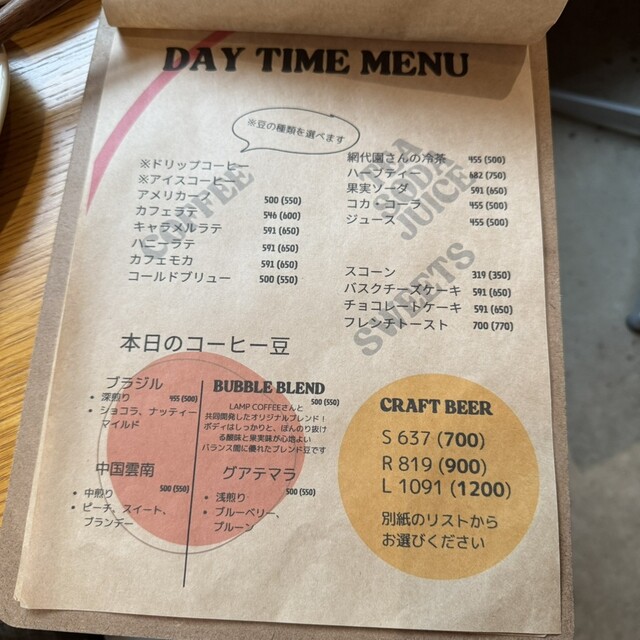 DAY TIME MENU
※豆の種類を選べます
COFFEE
※ドリップコーヒー
※アイスコーヒー
アメリカーノ 500 (550)
カフェラテ 546 (600)
キャラメルラテ 591 (650)
ハニーラテ 591 (650)
カフェモカ 591 (650)
コールドブリュー 500 (550)
TEA
SODA
JUICE
網代園さんの冷茶 455 (500)
ハーブティー 682 (750)
果実ソーダ 591 (650)
コカ・コーラ 455 (500)
ジュース 455 (500)
SWEETS
スコーン 319 (350)
バスクチーズケーキ 591 (650)
チョコレートケーキ 591 (650)
フレンチトースト 700 (770)
本日のコーヒー豆
ブラジル
• 深煎り 455 (500)
• ショコラ、ナッティー
マイルド
BUBBLE BLEND
500 (550)
LAMP COFFEEさんと
共同開発したオリジナルブレンド！
ボディはしっかりと、ほんのり抜け
る酸味と果実味が心地よい
バランス間に優れたブレンド豆です
中国雲南
• 中煎り 500 (550)
• ピーチ、スイート、
ブランデー
グアテマラ
• 浅煎り 500 (550)
• ブルーベリー、
プルーン
CRAFT BEER
S 637 (700)
R 819 (900)
L 1091 (1200)
別紙のリストから
お選びください